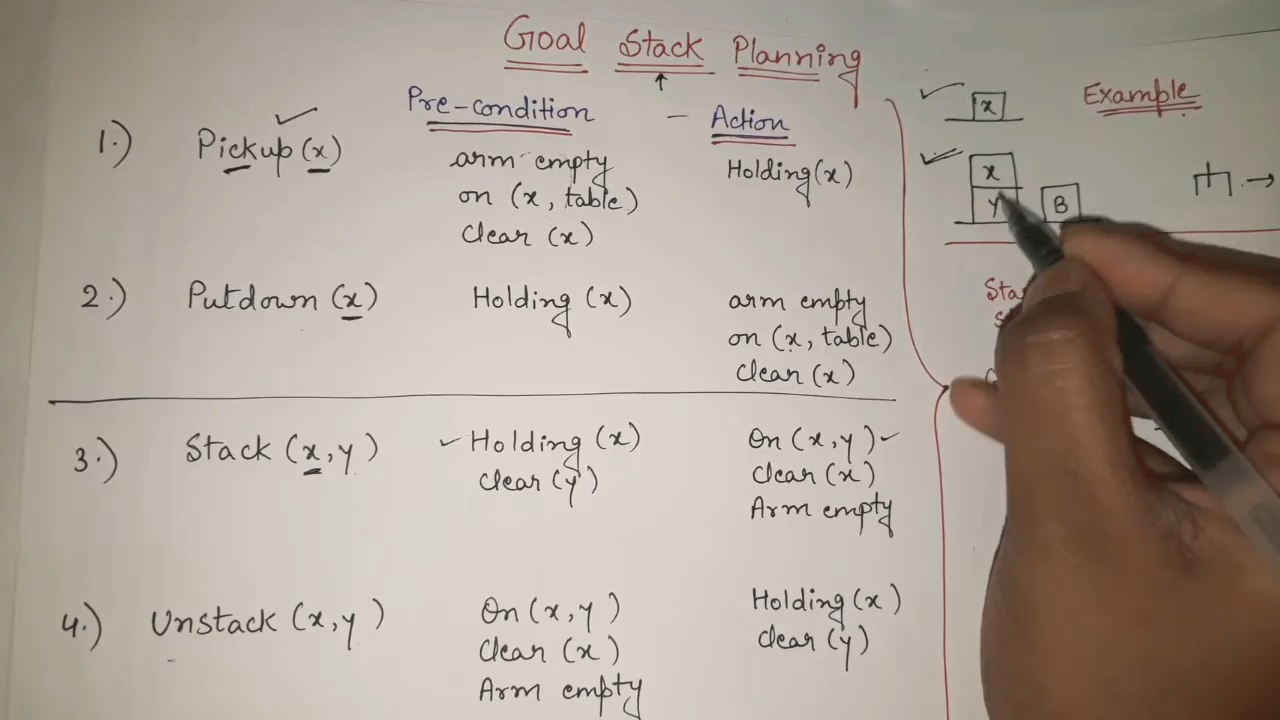 Goal Stack Planning
Pre-condition - Action
1.) Pickup (x)
arm empty
on (x, table)
clear (x)
Holding (x)
2.) Putdown (x)
Holding (x)
arm empty
on (x, table)
clear (x)
3.) Stack (x, y)
Holding (x)
clear (y)
On (x, y)
clear (x)
Arm empty
4.) Unstack (x, y)
On (x, y)
clear (x)
Arm empty
Holding (x)
clear (y)
Example
x
x
y B